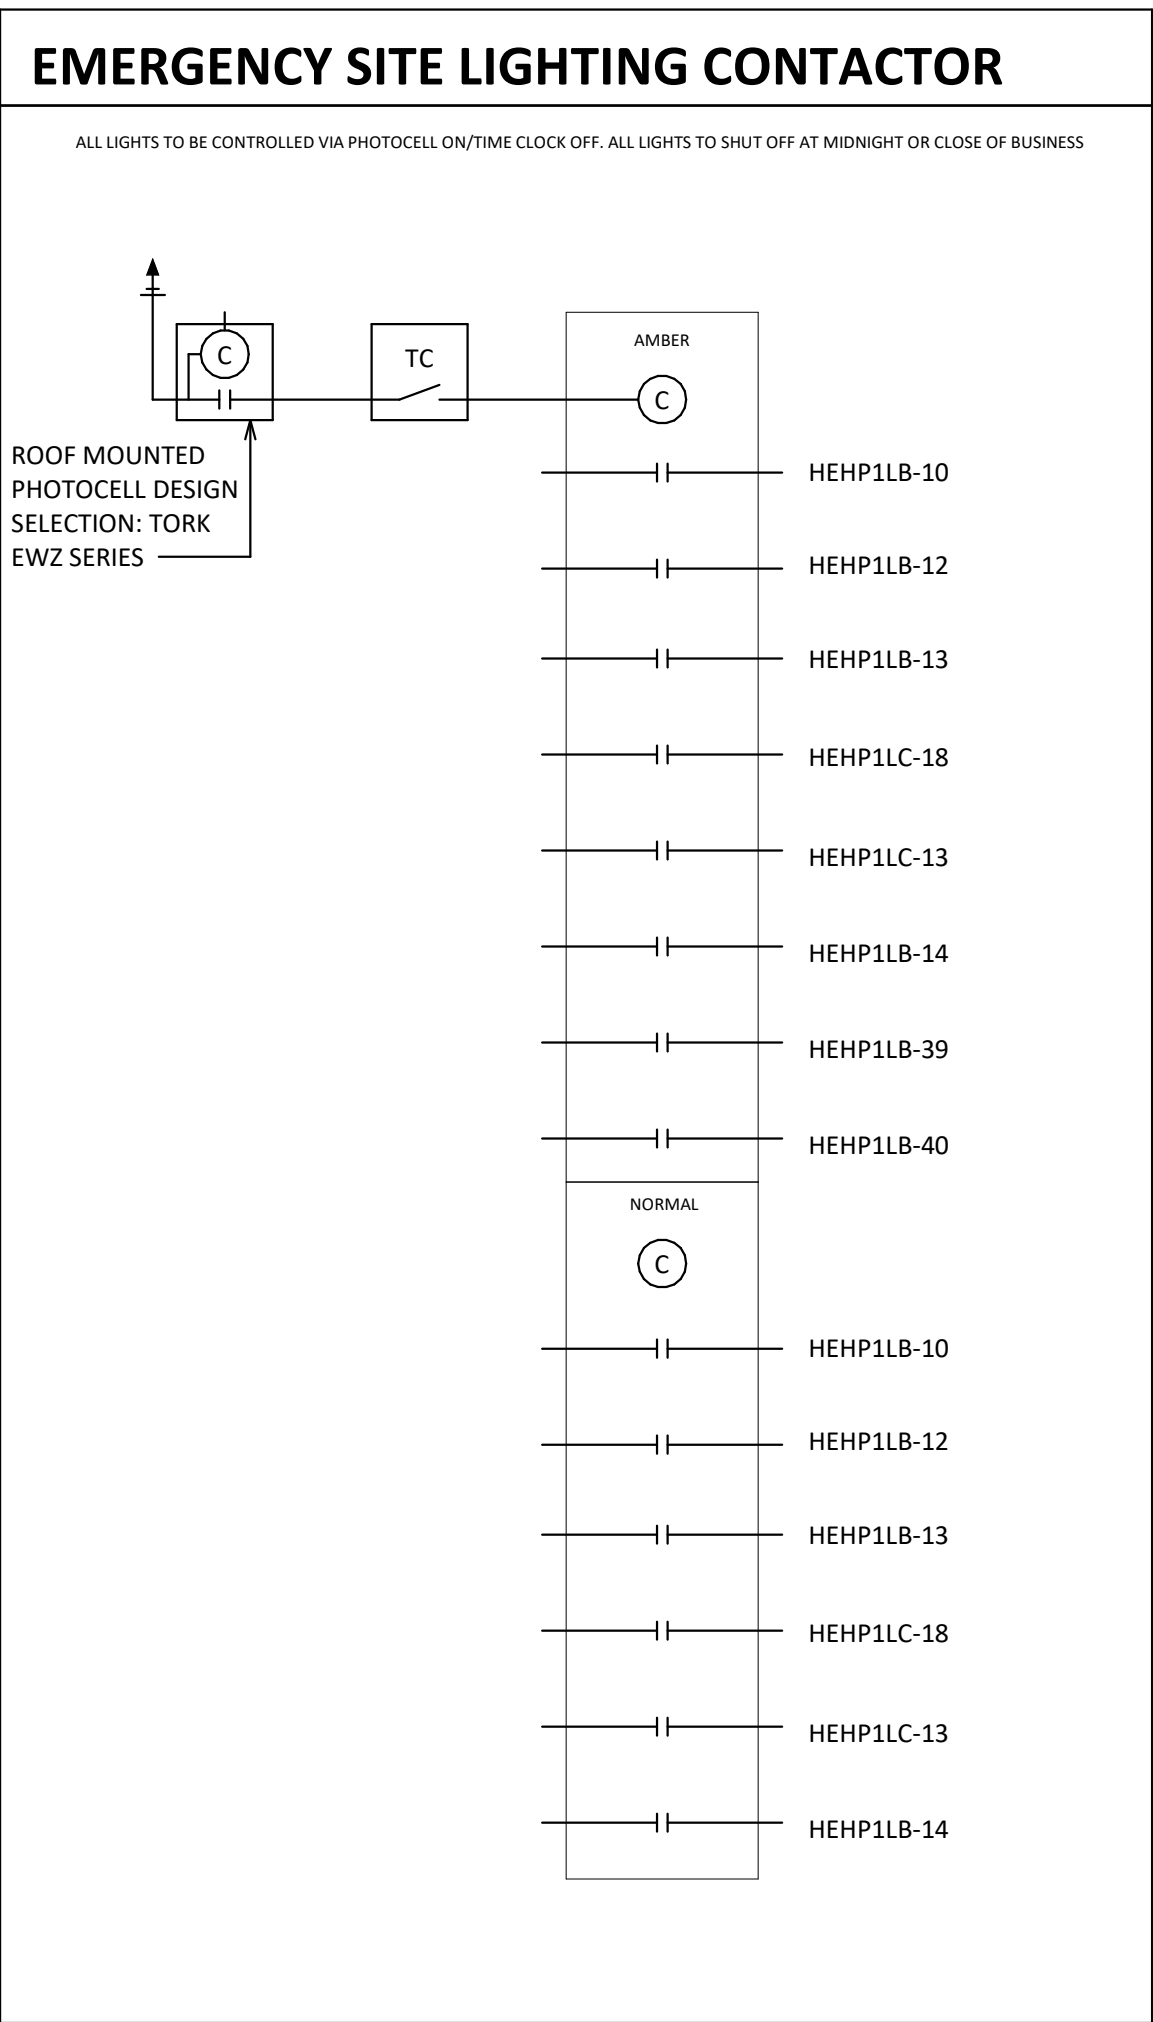 EMERGENCY SITE LIGHTING CONTACTOR
ALL LIGHTS TO BE CONTROLLED VIA PHOTOCELL ON/TIME CLOCK OFF. ALL LIGHTS TO SHUT OFF AT MIDNIGHT OR CLOSE OF BUSINESS
C
TC
ROOF MOUNTED
PHOTOCELL DESIGN
SELECTION: TORK
EWZ SERIES
AMBER
C
HEHP1LB-10
HEHP1LB-12
HEHP1LB-13
HEHP1LC-18
HEHP1LC-13
HEHP1LB-14
HEHP1LB-39
HEHP1LB-40
NORMAL
C
HEHP1LB-10
HEHP1LB-12
HEHP1LB-13
HEHP1LC-18
HEHP1LC-13
HEHP1LB-14